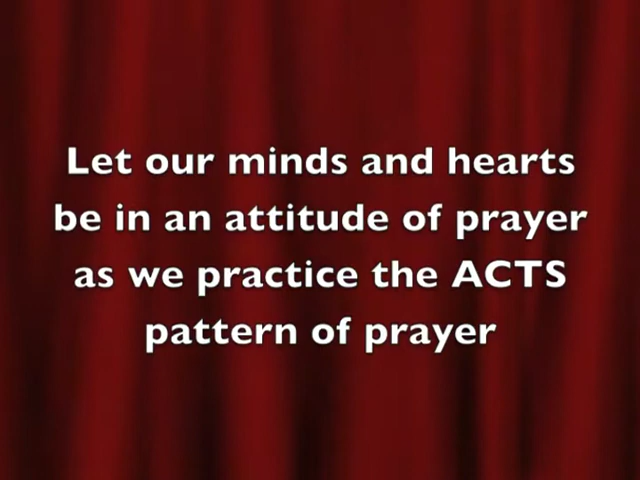 Let our minds and hearts
be in an attitude of prayer
as we practice the ACTS
pattern of prayer